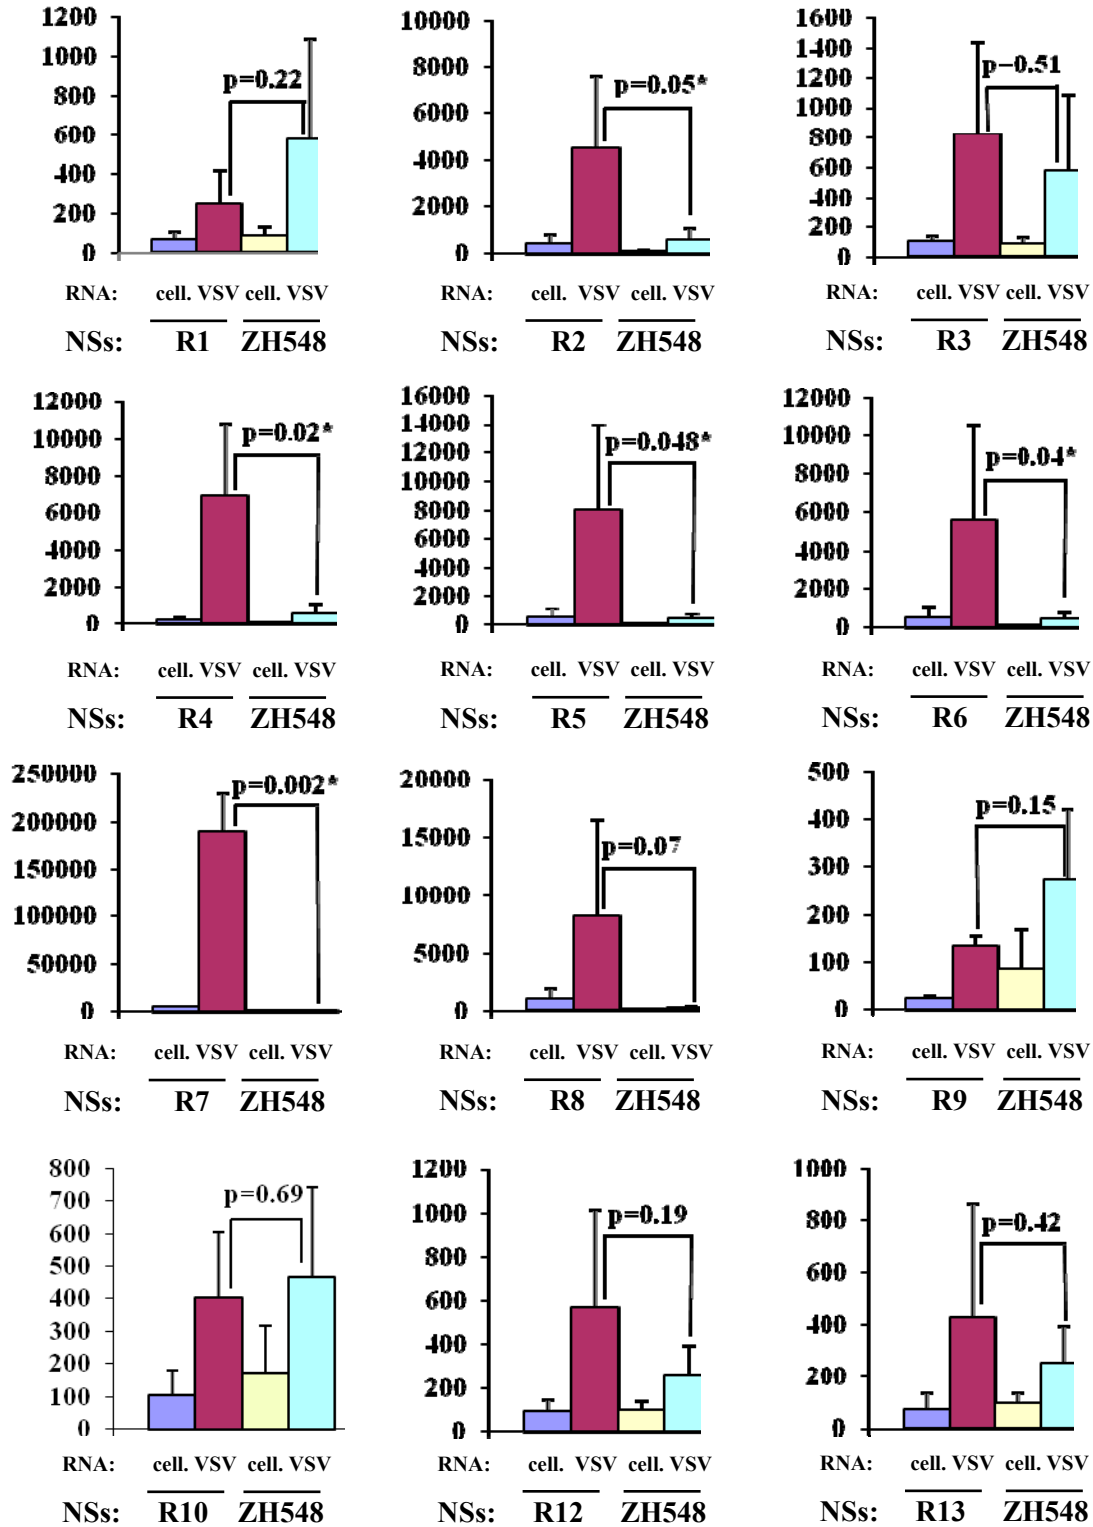 1200
1000
800
600
400
200
0
p=0.22
RNA: cell. VSV cell. VSV
NSs: R1 ZH548
10000
8000
6000
4000
2000
0
p=0.05*
RNA: cell. VSV cell. VSV
NSs: R2 ZH548
1600
1400
1200
1000
800
600
400
200
0
p=0.51
RNA: cell. VSV cell. VSV
NSs: R3 ZH548
12000
10000
8000
6000
4000
2000
0
p=0.02*
RNA: cell. VSV cell. VSV
NSs: R4 ZH548
16000
14000
12000
10000
8000
6000
4000
2000
0
p=0.048*
RNA: cell. VSV cell. VSV
NSs: R5 ZH548
12000
10000
8000
6000
4000
2000
0
p=0.04*
RNA: cell. VSV cell. VSV
NSs: R6 ZH548
250000
200000
150000
100000
50000
0
p=0.002*
RNA: cell. VSV cell. VSV
NSs: R7 ZH548
20000
15000
10000
5000
0
p=0.07
RNA: cell. VSV cell. VSV
NSs: R8 ZH548
500
400
300
200
100
0
p=0.15
RNA: cell. VSV cell. VSV
NSs: R9 ZH548
800
700
600
500
400
300
200
100
0
p=0.69
RNA: cell. VSV cell. VSV
NSs: R10 ZH548
1200
1000
800
600
400
200
0
p=0.19
RNA: cell. VSV cell. VSV
NSs: R12 ZH548
1000
800
600
400
200
0
p=0.42
RNA: cell. VSV cell. VSV
NSs: R13 ZH548